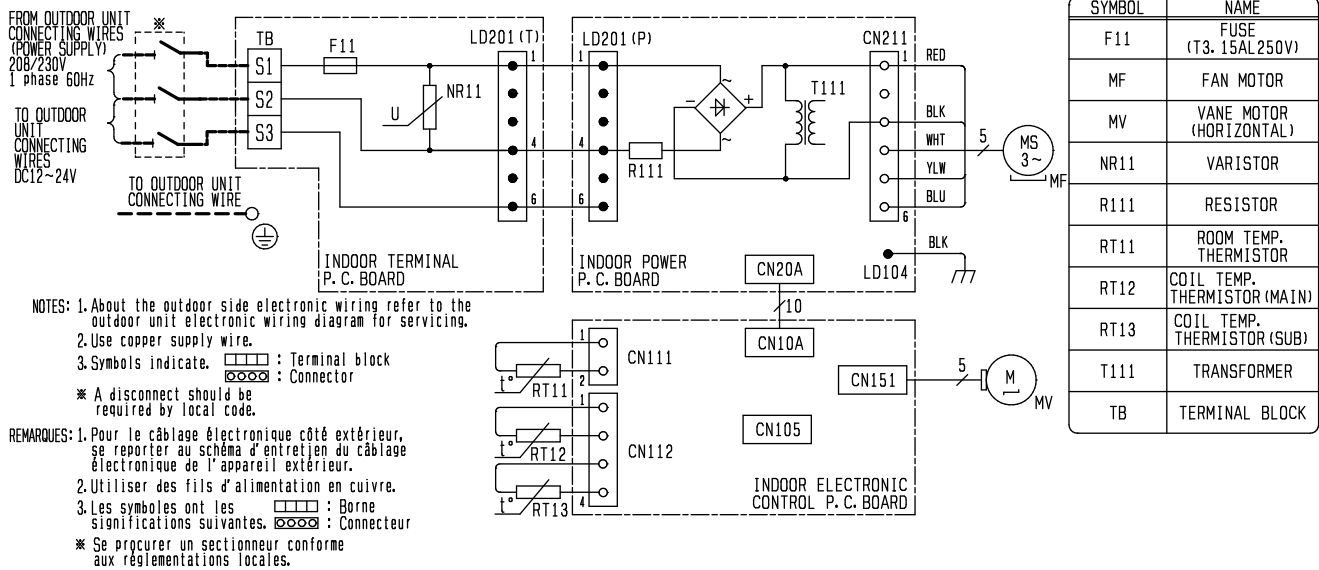 FROM OUTDOOR UNIT
CONNECTING WIRES
(POWER SUPPLY)
208/230V
1 phase 60Hz
TO OUTDOOR
UNIT
CONNECTING
WIRES
DC12~24V
※
TB
S1
S2
S3
F11
U
NR11
LD201(T)
1
4
6
TO OUTDOOR UNIT
CONNECTING WIRE
INDOOR TERMINAL
P.C.BOARD
LD201(P)
1
4
6
R111
~
-
+
~
T111
CN211
1
6
RED
BLK
WHT
YLW
BLU
5
MS
3~
MF
LD104
BLK
INDOOR POWER
P.C.BOARD
CN20A
10
CN10A
1
2
CN111
t°
RT11
1
4
CN112
t°
RT12
t°
RT13
CN151
5
M
MV
CN105
INDOOR ELECTRONIC
CONTROL P.C.BOARD
NOTES: 1.About the outdoor side electronic wiring refer to the
outdoor unit electronic wiring diagram for servicing.
2.Use copper supply wire.
3.Symbols indicate. : Terminal block
: Connector
※ A disconnect should be
required by local code.
REMARQUES: 1.Pour le câblage électronique côté extérieur,
se reporter au schéma d'entretien du câblage
électronique de l'appareil extérieur.
2.Utiliser des fils d'alimentation en cuivre.
3.Les symboles ont les : Borne
significations suivantes. : Connecteur
※ Se procurer un sectionneur conforme
aux réglementations locales.
SYMBOL NAME
F11 FUSE
(T3.15AL250V)
MF FAN MOTOR
MV VANE MOTOR
(HORIZONTAL)
NR11 VARISTOR
R111 RESISTOR
RT11 ROOM TEMP.
THERMISTOR
RT12 COIL TEMP.
THERMISTOR(MAIN)
RT13 COIL TEMP.
THERMISTOR(SUB)
T111 TRANSFORMER
TB TERMINAL BLOCK